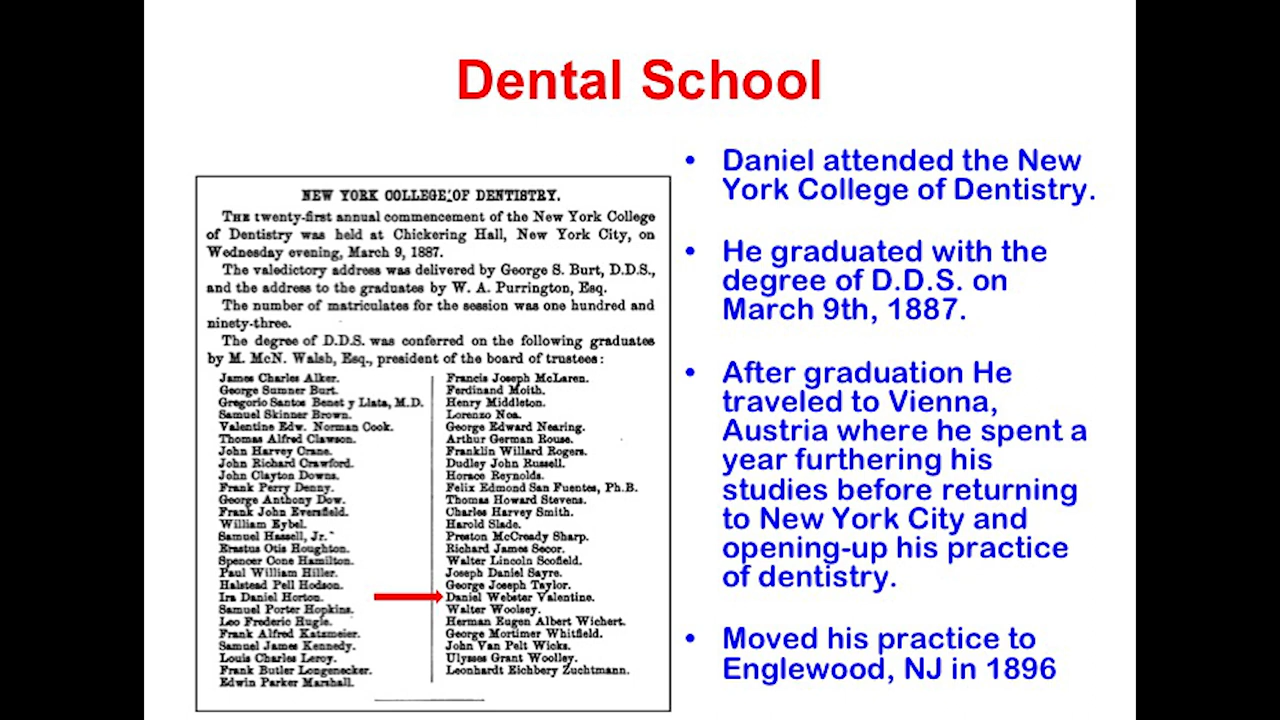 Dental School
NEW YORK COLLEGE OF DENTISTRY.
THE twenty-first annual commencement of the New York College
of Dentistry was held at Chickering Hall, New York City, on
Wednesday evening, March 9, 1887.
The valedictory address was delivered by George S. Burt, D.D.S.,
and the address to the graduates by W. A. Purrington, Esq.
The number of matriculates for the session was one hundred and
ninety-three.
The degree of D.D.S. was conferred on the following graduates
by M. McN. Walsh, Esq., president of the board of trustees:
James Charles Alker.
George Sumner Burt.
Gregorio Santos Benet y Llata, M.D.
Samuel Skinner Brown.
Valentine Edw. Norman Cook.
Thomas Alfred Clawson.
John Harvey Crane.
John Richard Crawford.
John Clayton Downs.
Frank Perry Denny.
George Anthony Dow.
Frank John Eversfield.
William Eybel.
Samuel Hassell, Jr.
Erastus Otis Houghton.
Spencer Cone Hamilton.
Paul William Hiller.
Halstead Pell Hodson.
Ira Daniel Horton.
Samuel Porter Hopkins.
Leo Frederic Hugle.
Frank Alfred Katzmeier.
Samuel James Kennedy.
Louis Charles Leroy.
Frank Butler Longenecker.
Edwin Parker Marshall.
Francis Joseph McLaren.
Ferdinand Moith.
Henry Middleton.
Lorenzo Noa.
George Edward Nearing.
Arthur German Rouse.
Franklin Willard Rogers.
Dudley John Russell.
Horace Reynolds.
Felix Edmond San Fuentes, Ph.B.
Thomas Howard Stevens.
Charles Harvey Smith.
Harold Slade.
Preston McCready Sharp.
Richard James Secor.
Walter Lincoln Scofield.
Joseph Daniel Sayre.
George Joseph Taylor.
Daniel Webster Valentine.
Walter Woolsey.
Herman Eugen Albert Wichert.
George Mortimer Whitfield.
John Van Pelt Wicks.
Ulysses Grant Woolley.
Leonhardt Eichbery Zuchtmann.
• Daniel attended the New
York College of Dentistry.
• He graduated with the
degree of D.D.S. on
March 9th, 1887.
• After graduation He
traveled to Vienna,
Austria where he spent a
year furthering his
studies before returning
to New York City and
opening-up his practice
of dentistry.
• Moved his practice to
Englewood, NJ in 1896